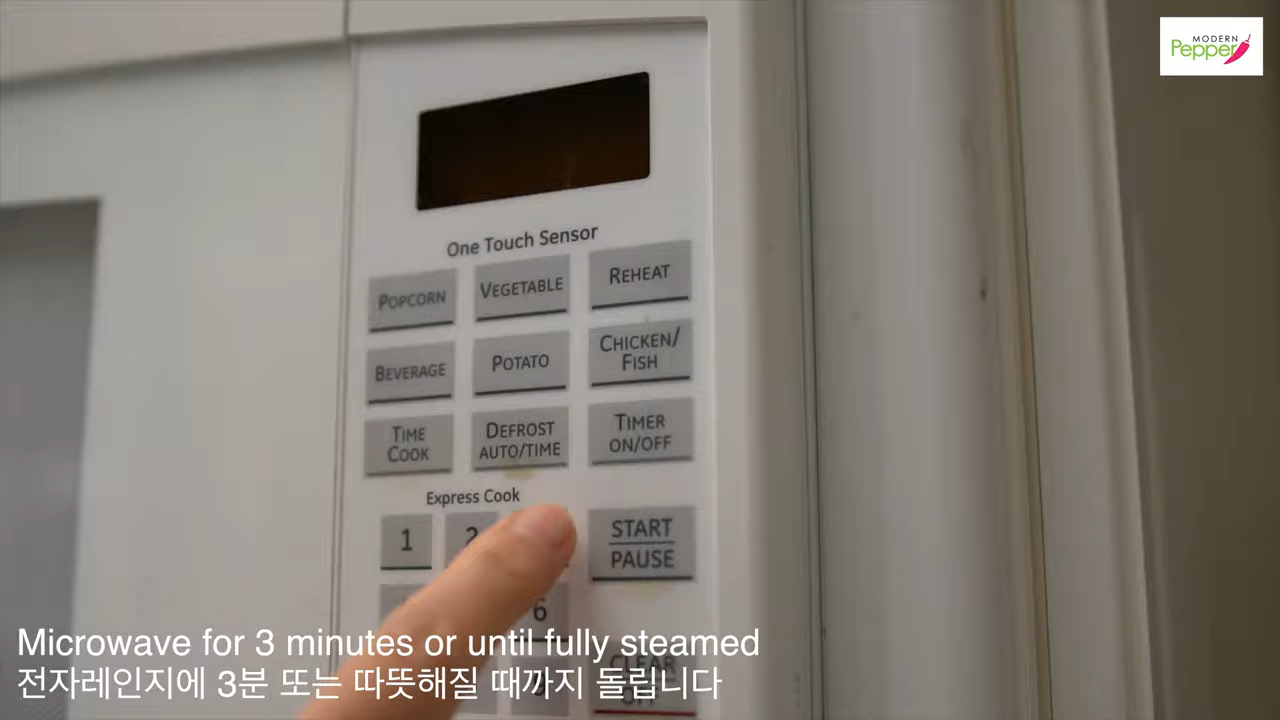 MODERN
Pepper
One Touch Sensor
POPCORN
VEGETABLE
REHEAT
BEVERAGE
POTATO
CHICKEN/
FISH
TIME
COOK
DEFROST
AUTO/TIME
TIMER
ON/OFF
Express Cook
1
2
START
PAUSE
6
CLEAR
Microwave for 3 minutes or until fully steamed
전자레인지에 3분 또는 따뜻해질 때까지 돌립니다